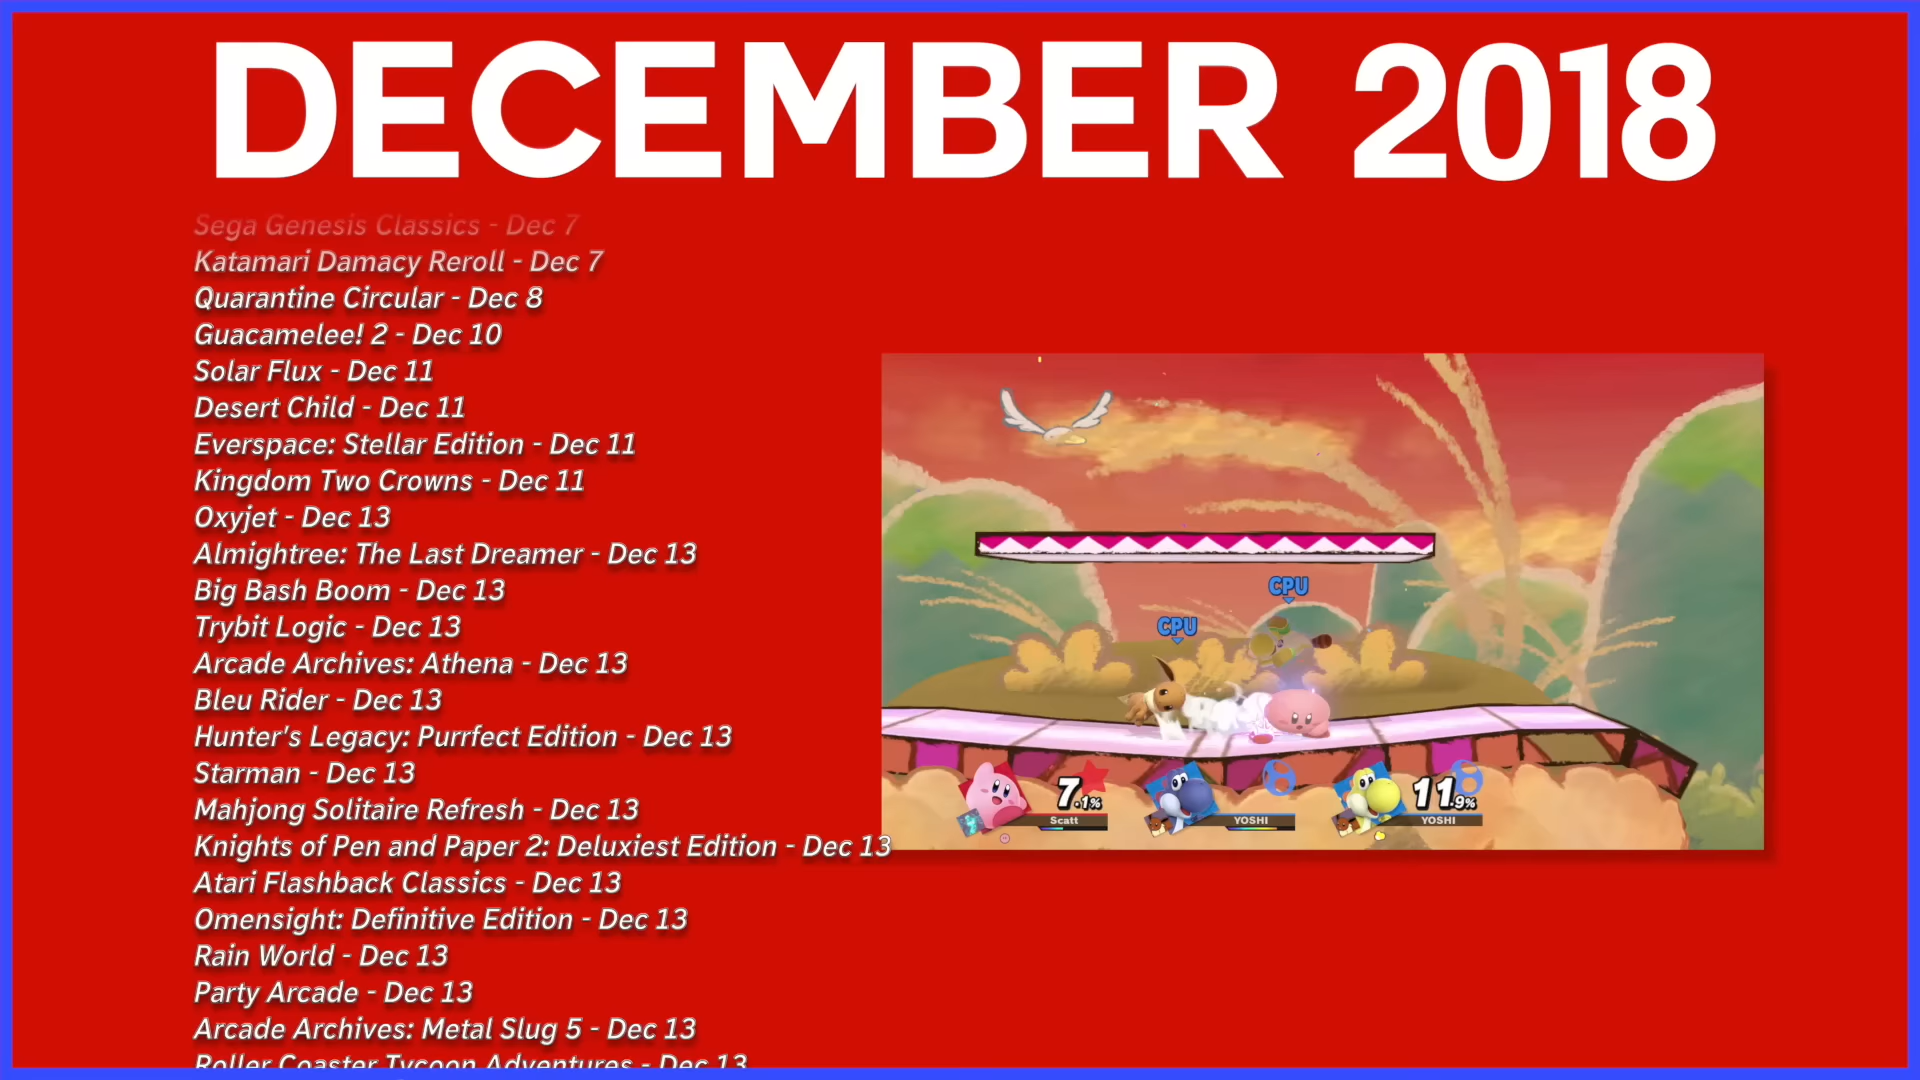 DECEMBER 2018
Sega Genesis Classics - Dec 7
Katamari Damacy Reroll - Dec 7
Quarantine Circular - Dec 8
Guacamelee! 2 - Dec 10
Solar Flux - Dec 11
Desert Child - Dec 11
Everspace: Stellar Edition - Dec 11
Kingdom Two Crowns - Dec 11
Oxyjet - Dec 13
Almightree: The Last Dreamer - Dec 13
Big Bash Boom - Dec 13
Trybit Logic - Dec 13
Arcade Archives: Athena - Dec 13
Bleu Rider - Dec 13
Hunter's Legacy: Purrfect Edition - Dec 13
Starman - Dec 13
Mahjong Solitaire Refresh - Dec 13
Knights of Pen and Paper 2: Deluxiest Edition - Dec 13
Atari Flashback Classics - Dec 13
Omensight: Definitive Edition - Dec 13
Rain World - Dec 13
Party Arcade - Dec 13
Arcade Archives: Metal Slug 5 - Dec 13
Roller Coaster Tycoon Adventures - Dec 13
CPU
CPU
7.1%
11.9%
Scatt
YOSHI
YOSHI